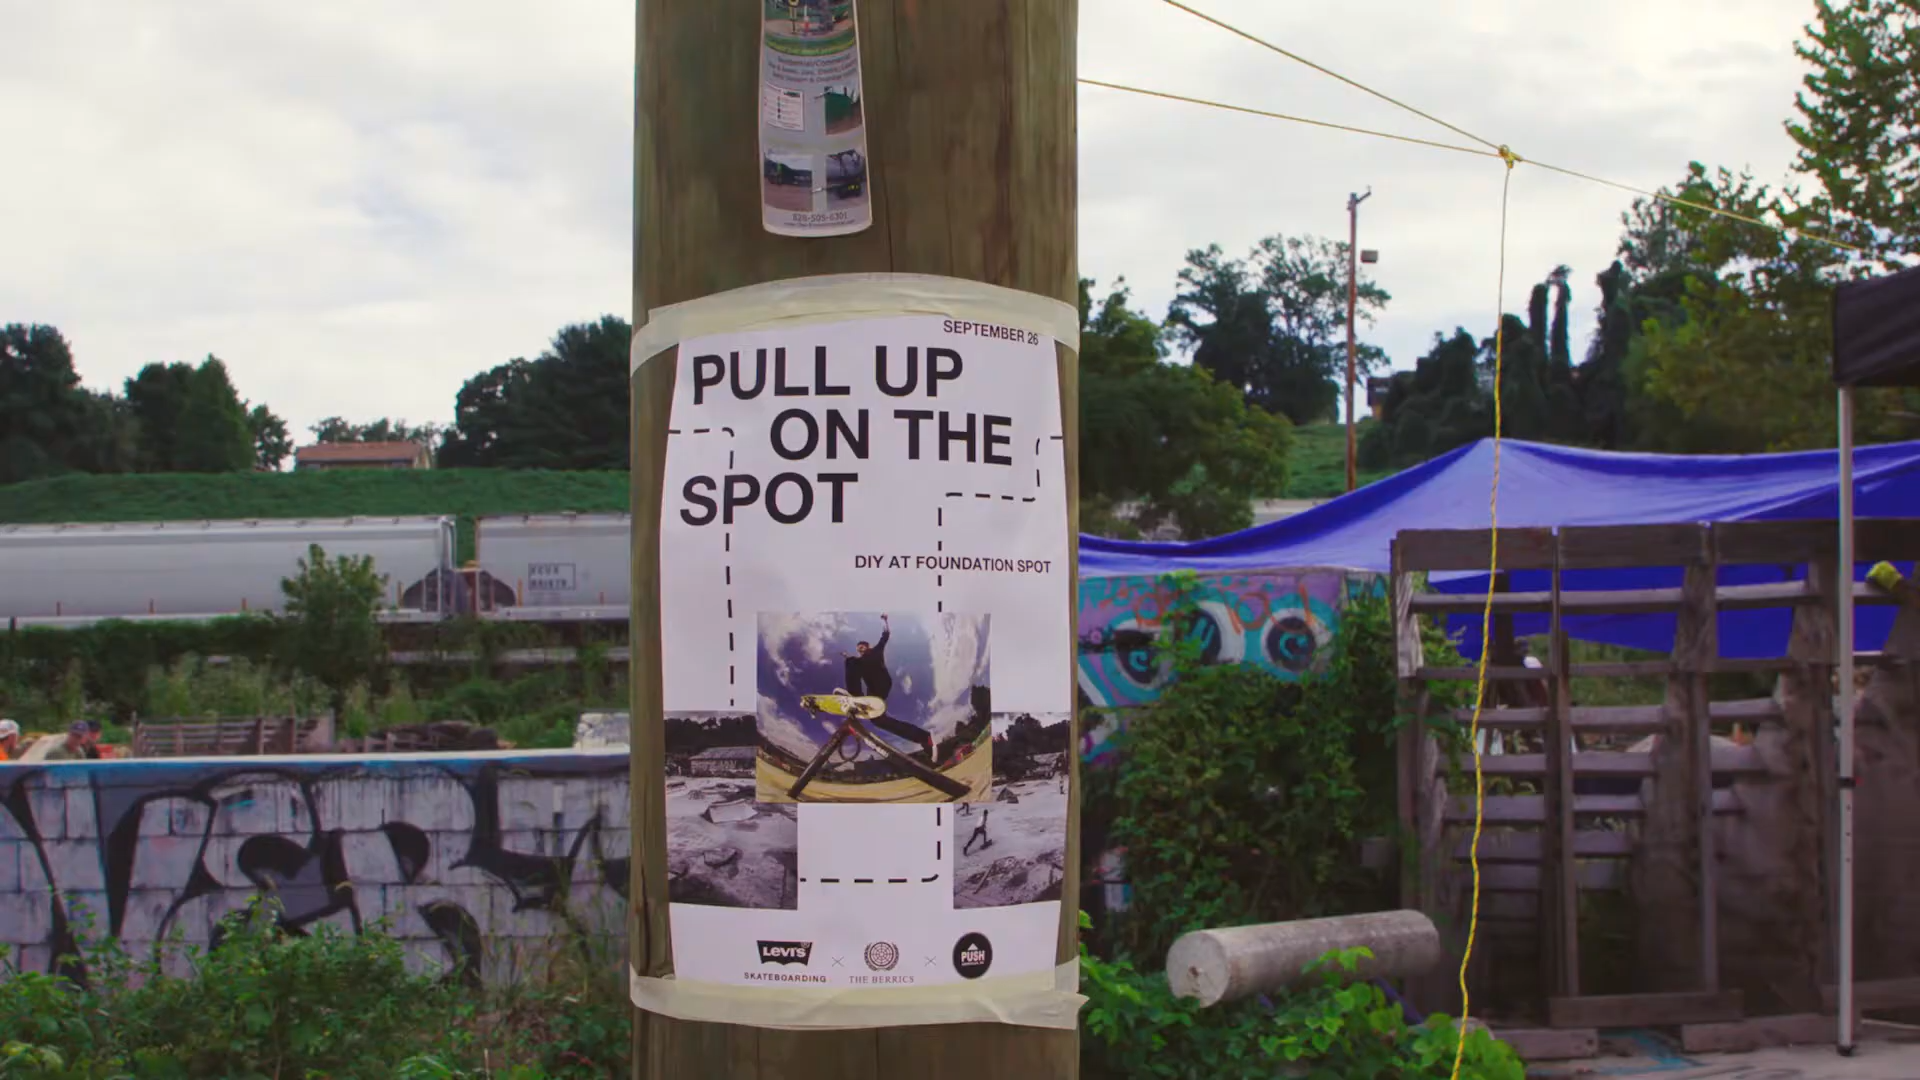 828-505-6301
SEPTEMBER 26
PULL UP
ON THE
SPOT
DIY AT FOUNDATION SPOT
LEVI'S
SKATEBOARDING
×
THE BERRICS
×
PUSH